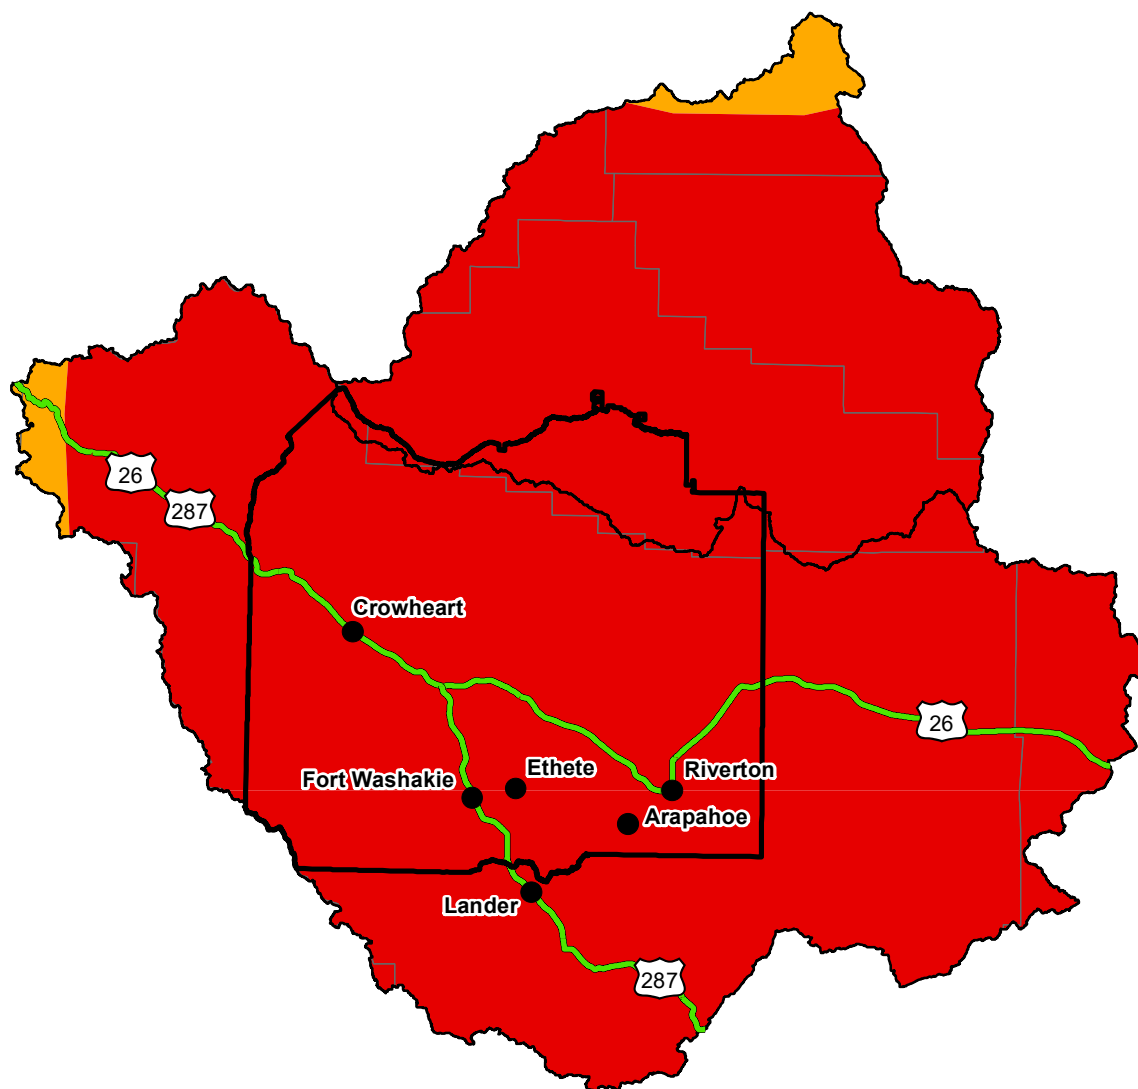 26
287
Crowheart
26
Ethete
Riverton
Fort Washakie
Arapahoe
Lander
287